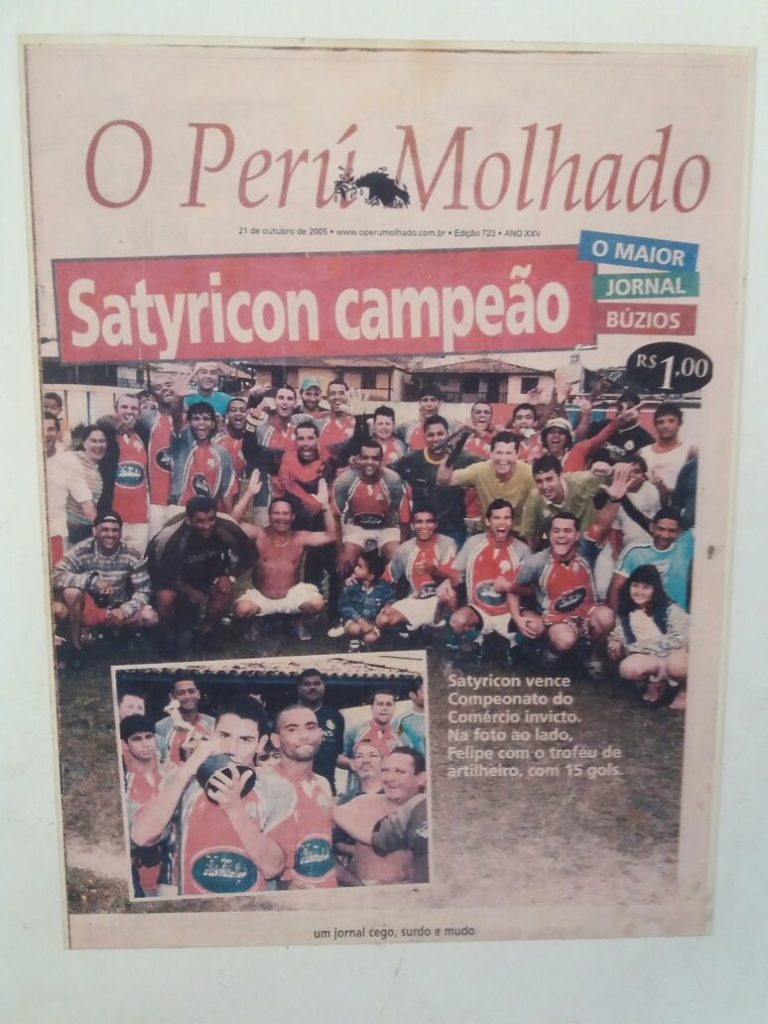 O Perú Molhado
21 de outubro de 2005 • www.operumolhado.com.br • Edição 723 • ANO XXV
O MAIOR
JORNAL
BÚZIOS
Satyricon campeão
R$ 1,00
Satyricon vence
Compeonato do
Comércio invicto.
Na foto ao lado,
Felipe com o troféu de
artilheiro, com 15 gols.
um jornal cego, surdo e mudo